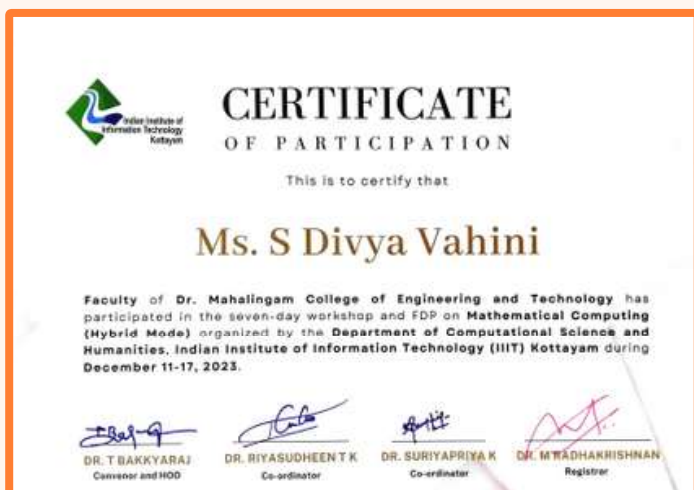 Indian Institute of
Information Technology
Kottayam
CERTIFICATE
OF PARTICIPATION
This is to certify that
Ms. S Divya Vahini
Faculty of Dr. Mahalingam College of Engineering and Technology has
participated in the seven-day workshop and FDP on Mathematical Computing
(Hybrid Mode) organized by the Department of Computational Science and
Humanities, Indian Institute of Information Technology (IIIT) Kottayam during
December 11-17, 2023.
DR. T BAKKYARAJ
Convenor and HOD
DR. RIYASUDHEEN T K
Co-ordinator
DR. SURIYAPRIYA K
Co-ordinator
DR. M RADHAKRISHNAN
Registrar